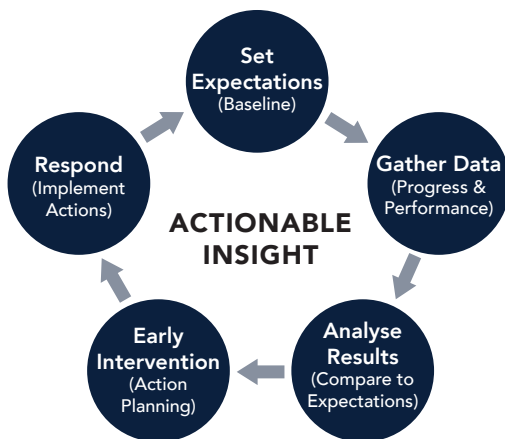 Set
Expectations
(Baseline)
Gather Data
(Progress &
Performance)
Analyse
Results
(Compare to
Expectations)
Early
Intervention
(Action
Planning)
Respond
(Implement
Actions)
ACTIONABLE
INSIGHT